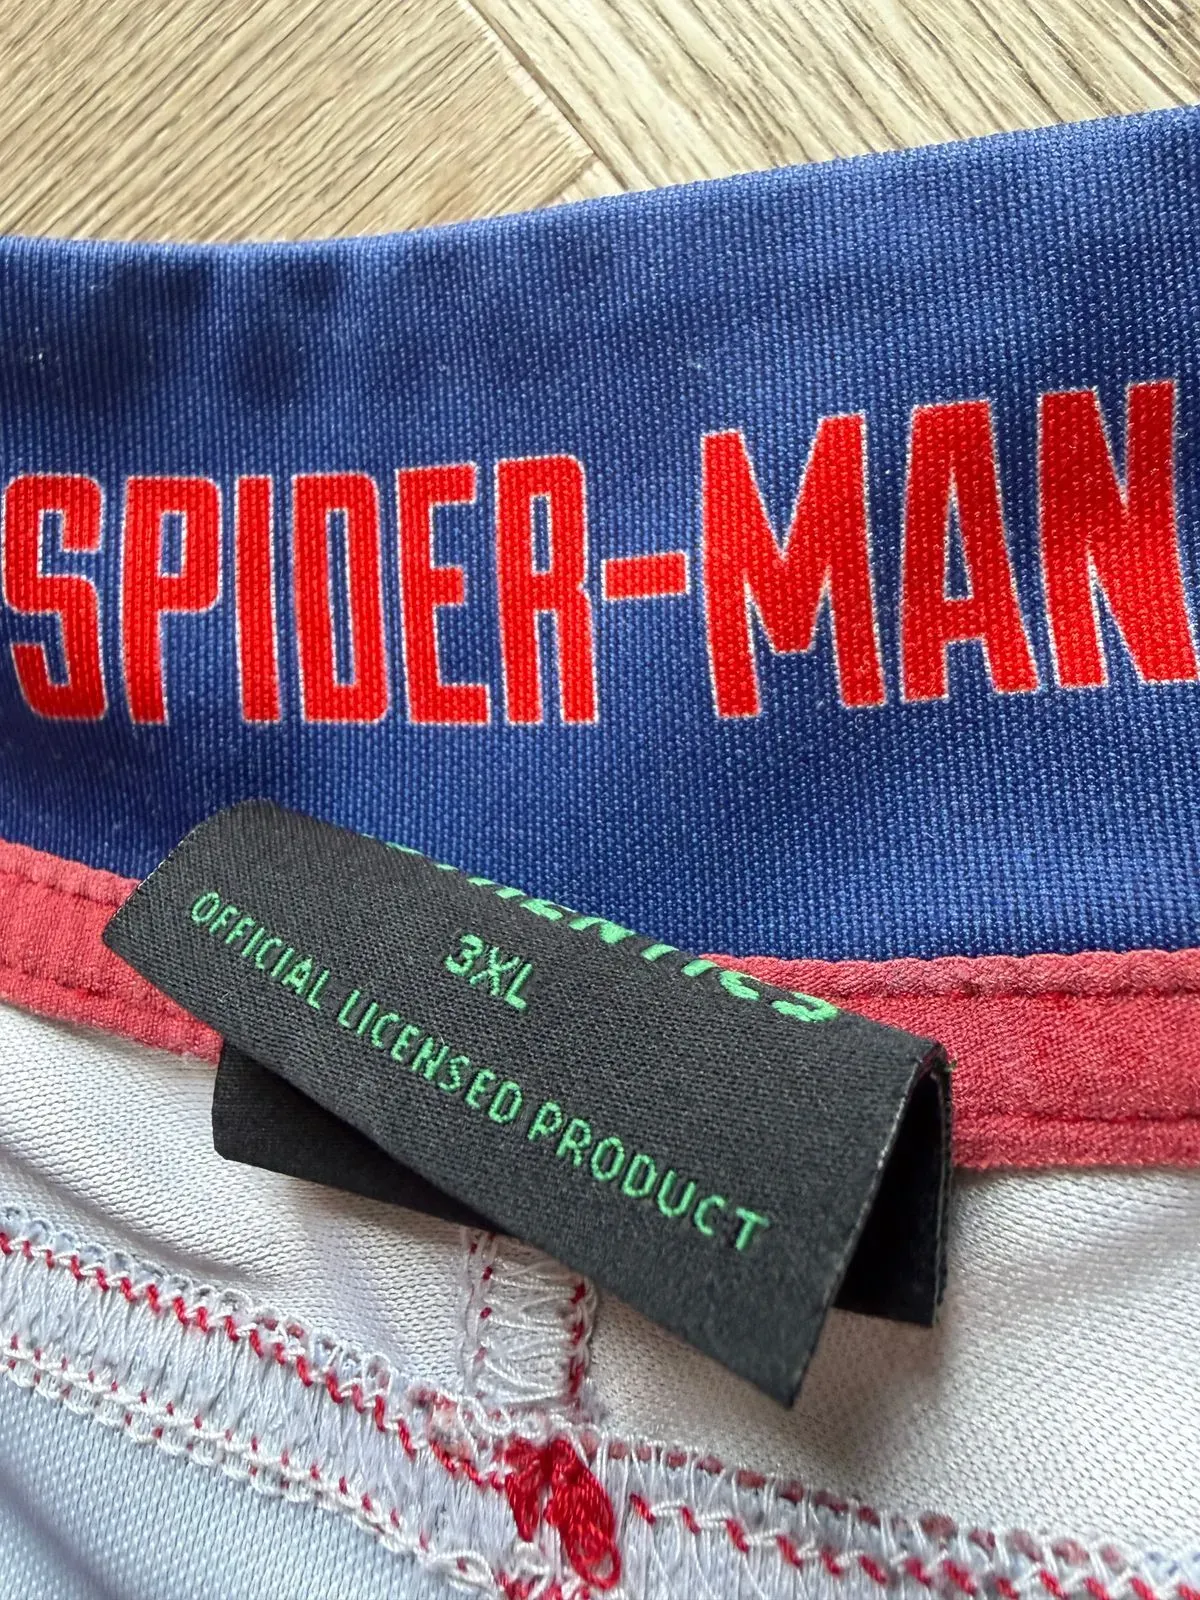 SPIDER-MAN
3XL
OFFICIAL LICENSED PRODUCT